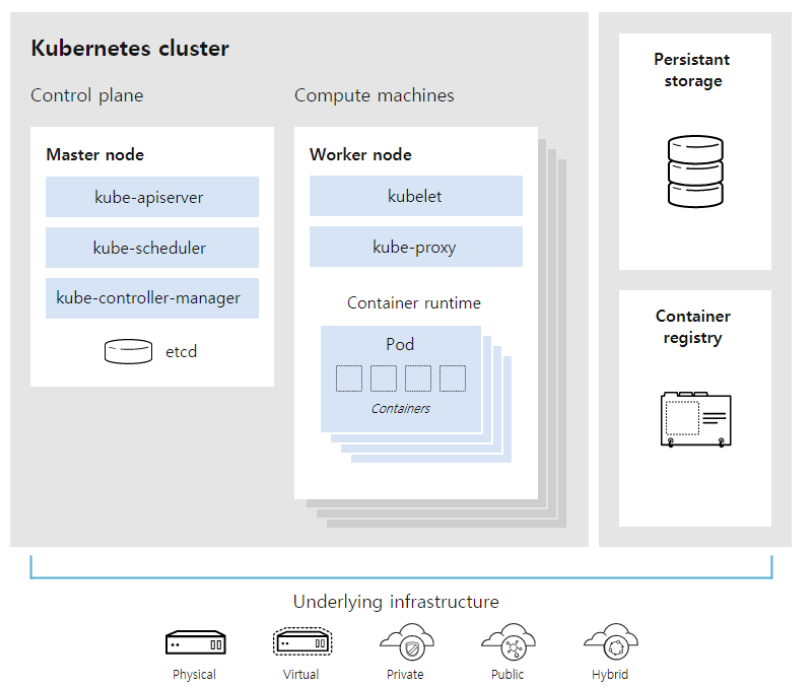 Kubernetes cluster
Control plane
Master node
kube-apiserver
kube-scheduler
kube-controller-manager
etcd
Compute machines
Worker node
kubelet
kube-proxy
Container runtime
Pod
Containers
Persistant
storage
Container
registry
Underlying infrastructure
Physical
Virtual
Private
Public
Hybrid